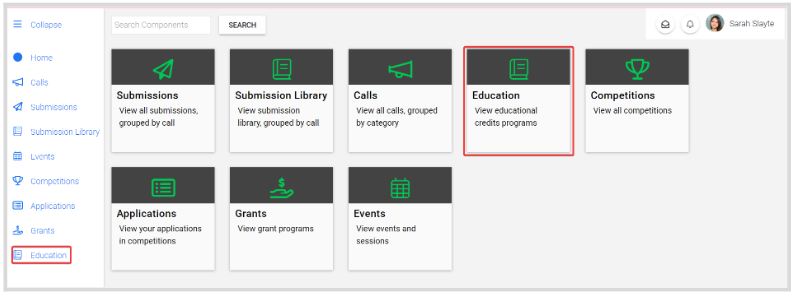 Collapse
Search Components
SEARCH
Sarah Slayte
Home
Calls
Submissions
Submission Library
Events
Competitions
Applications
Grants
Education
Submissions
View all submissions,
grouped by call
Submission Library
View submission
library, grouped by call
Calls
View all calls, grouped
by category
Education
View educational
credits programs
Competitions
View all competitions
Applications
View your applications
in competitions
Grants
View grant programs
Events
View events and
sessions